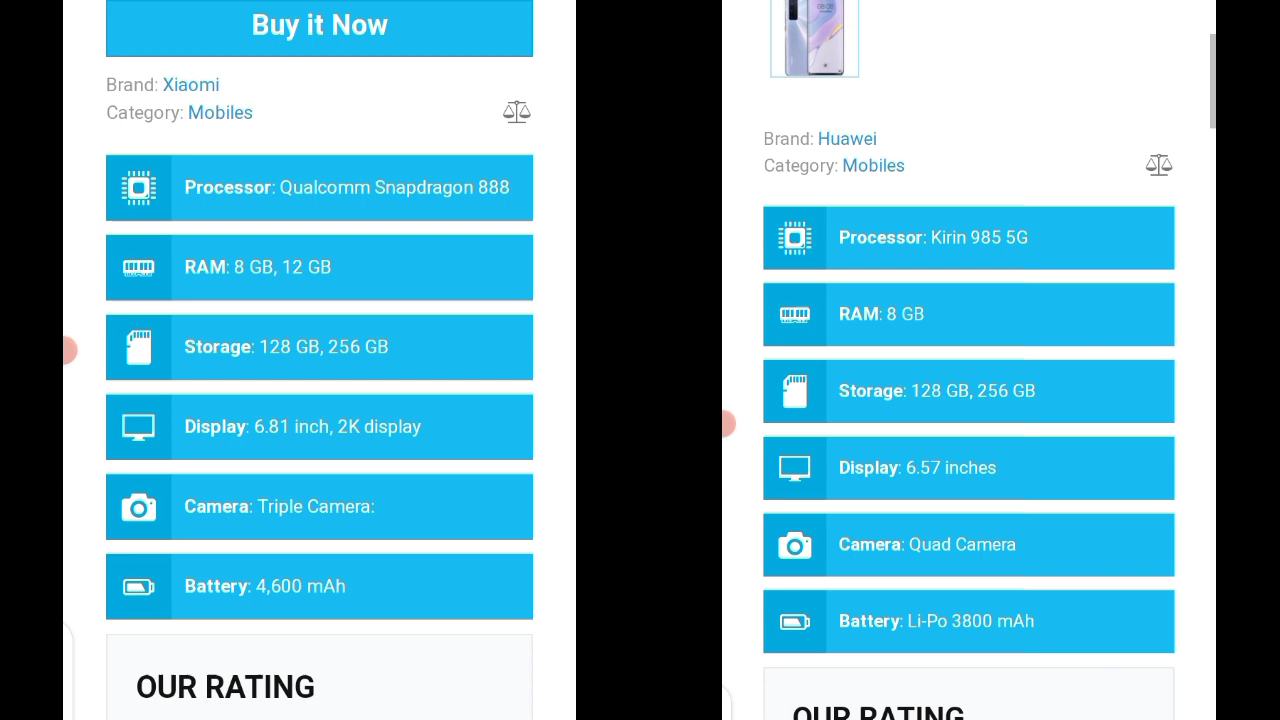 Buy it Now
Brand: Xiaomi
Category: Mobiles
Processor: Qualcomm Snapdragon 888
RAM: 8 GB, 12 GB
Storage: 128 GB, 256 GB
Display: 6.81 inch, 2K display
Camera: Triple Camera:
Battery: 4,600 mAh
OUR RATING
Brand: Huawei
Category: Mobiles
Processor: Kirin 985 5G
RAM: 8 GB
Storage: 128 GB, 256 GB
Display: 6.57 inches
Camera: Quad Camera
Battery: Li-Po 3800 mAh
OUR RATING